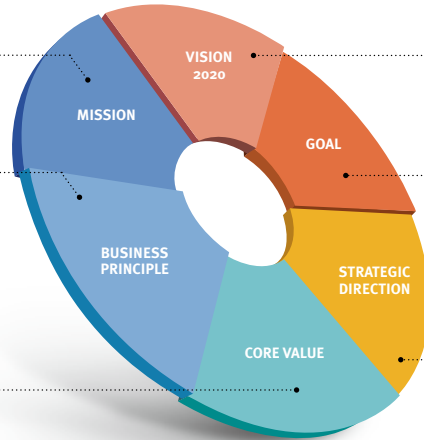 VISION
2020
GOAL
MISSION
STRATEGIC
DIRECTION
BUSINESS
PRINCIPLE
CORE VALUE